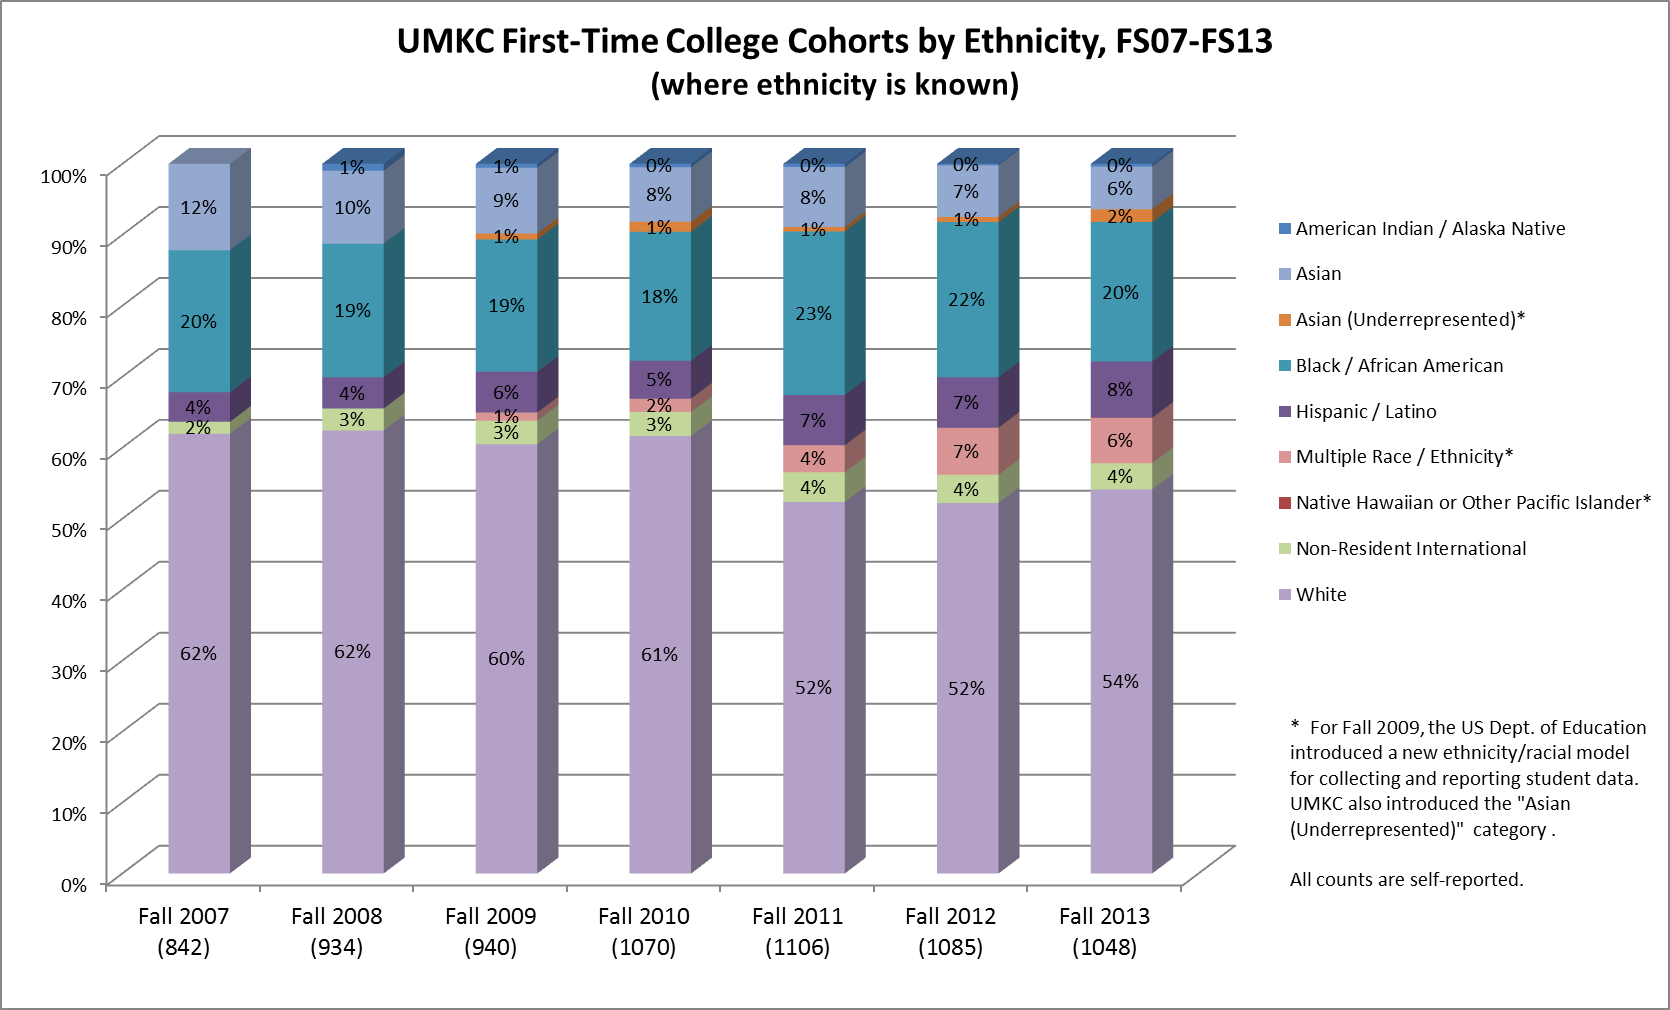 UMKC First-Time College Cohorts by Ethnicity, FS07-FS13
(where ethnicity is known)
100%
90%
80%
70%
60%
50%
40%
30%
20%
10%
0%
12%
20%
4%
2%
62%
1%
10%
19%
4%
3%
62%
1%
9%
1%
19%
6%
1%
3%
60%
0%
8%
1%
18%
5%
2%
3%
61%
0%
8%
1%
23%
7%
4%
4%
52%
0%
7%
1%
22%
7%
7%
4%
52%
0%
6%
2%
20%
8%
6%
4%
54%
Fall 2007
(842)
Fall 2008
(934)
Fall 2009
(940)
Fall 2010
(1070)
Fall 2011
(1106)
Fall 2012
(1085)
Fall 2013
(1048)
American Indian / Alaska Native
Asian
Asian (Underrepresented)*
Black / African American
Hispanic / Latino
Multiple Race / Ethnicity*
Native Hawaiian or Other Pacific Islander*
Non-Resident International
White
* For Fall 2009, the US Dept. of Education
introduced a new ethnicity/racial model
for collecting and reporting student data.
UMKC also introduced the "Asian
(Underrepresented)" category .
All counts are self-reported.